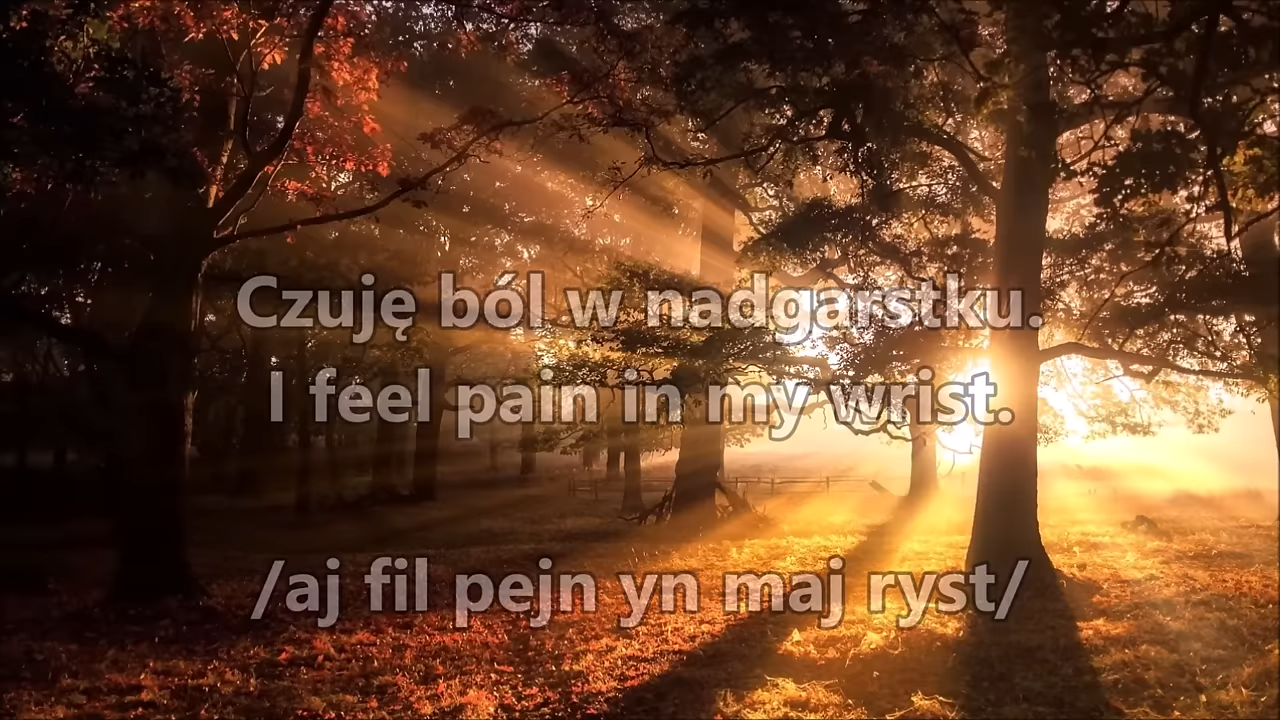 Czuję ból w nadgarstku.
I feel pain in my wrist.
/aj fil pejn yn maj ryst/